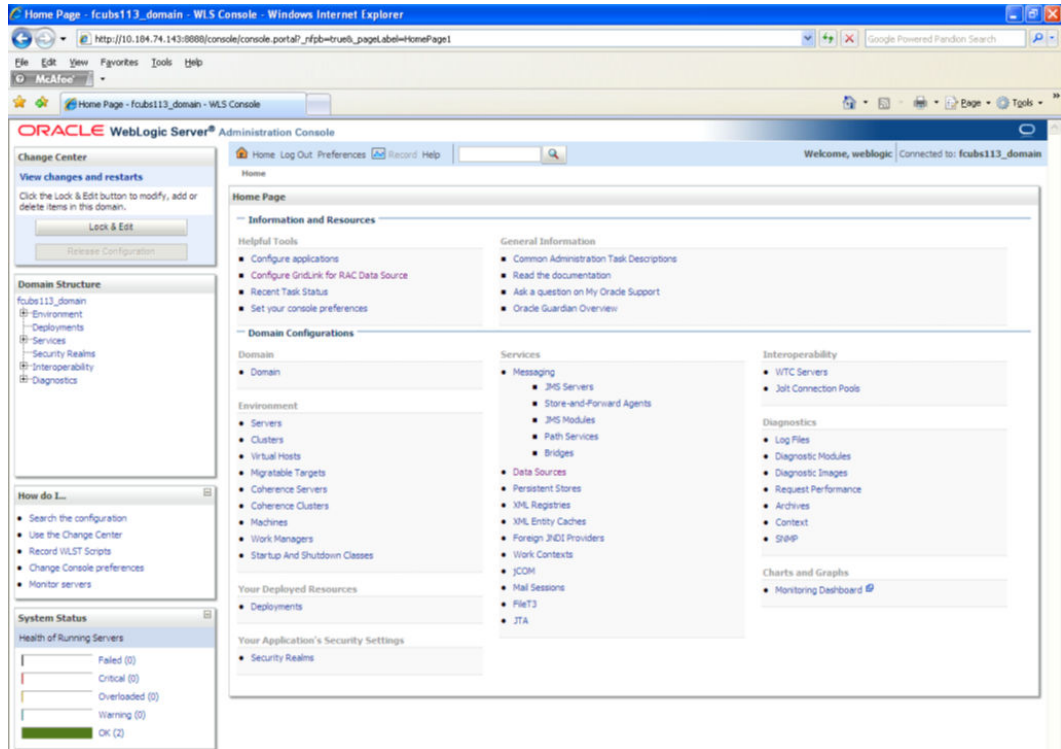 Home Page - fcubs113_domain - WLS Console - Windows Internet Explorer
http://10.184.74.143:8888/console/console.portal?_nfpb=true&_pageLabel=HomePage1
Google Powered Pandion Search
File Edit View Favorites Tools Help
McAfee
Home Page - fcubs113_domain - WLS Console
Page Tools
ORACLE WebLogic Server® Administration Console
Change Center
View changes and restarts
Click the Lock & Edit button to modify, add or
delete items in this domain.
Lock & Edit
Release Configuration
Domain Structure
fcubs113_domain
Environment
Deployments
Services
Security Realms
Interoperability
Diagnostics
How do I...
Search the configuration
Use the Change Center
Record WLST Scripts
Change Console preferences
Monitor servers
System Status
Health of Running Servers
Failed (0)
Critical (0)
Overloaded (0)
Warning (0)
OK (2)
Home Log Out Preferences Record Help
Welcome, weblogic Connected to: fcubs113_domain
Home
Home Page
Information and Resources
Helpful Tools
Configure applications
Configure GridLink for RAC Data Source
Recent Task Status
Set your console preferences
General Information
Common Administration Task Descriptions
Read the documentation
Ask a question on My Oracle Support
Oracle Guardian Overview
Domain Configurations
Domain
Domain
Environment
Servers
Clusters
Virtual Hosts
Migratable Targets
Coherence Servers
Coherence Clusters
Machines
Work Managers
Startup And Shutdown Classes
Your Deployed Resources
Deployments
Your Application's Security Settings
Security Realms
Services
Messaging
JMS Servers
Store-and-Forward Agents
JMS Modules
Path Services
Bridges
Data Sources
Persistent Stores
XML Registries
XML Entity Caches
Foreign JNDI Providers
Work Contexts
jCOM
Mail Sessions
FileT3
JTA
Interoperability
WTC Servers
Jolt Connection Pools
Diagnostics
Log Files
Diagnostic Modules
Diagnostic Images
Request Performance
Archives
Context
SNMP
Charts and Graphs
Monitoring Dashboard